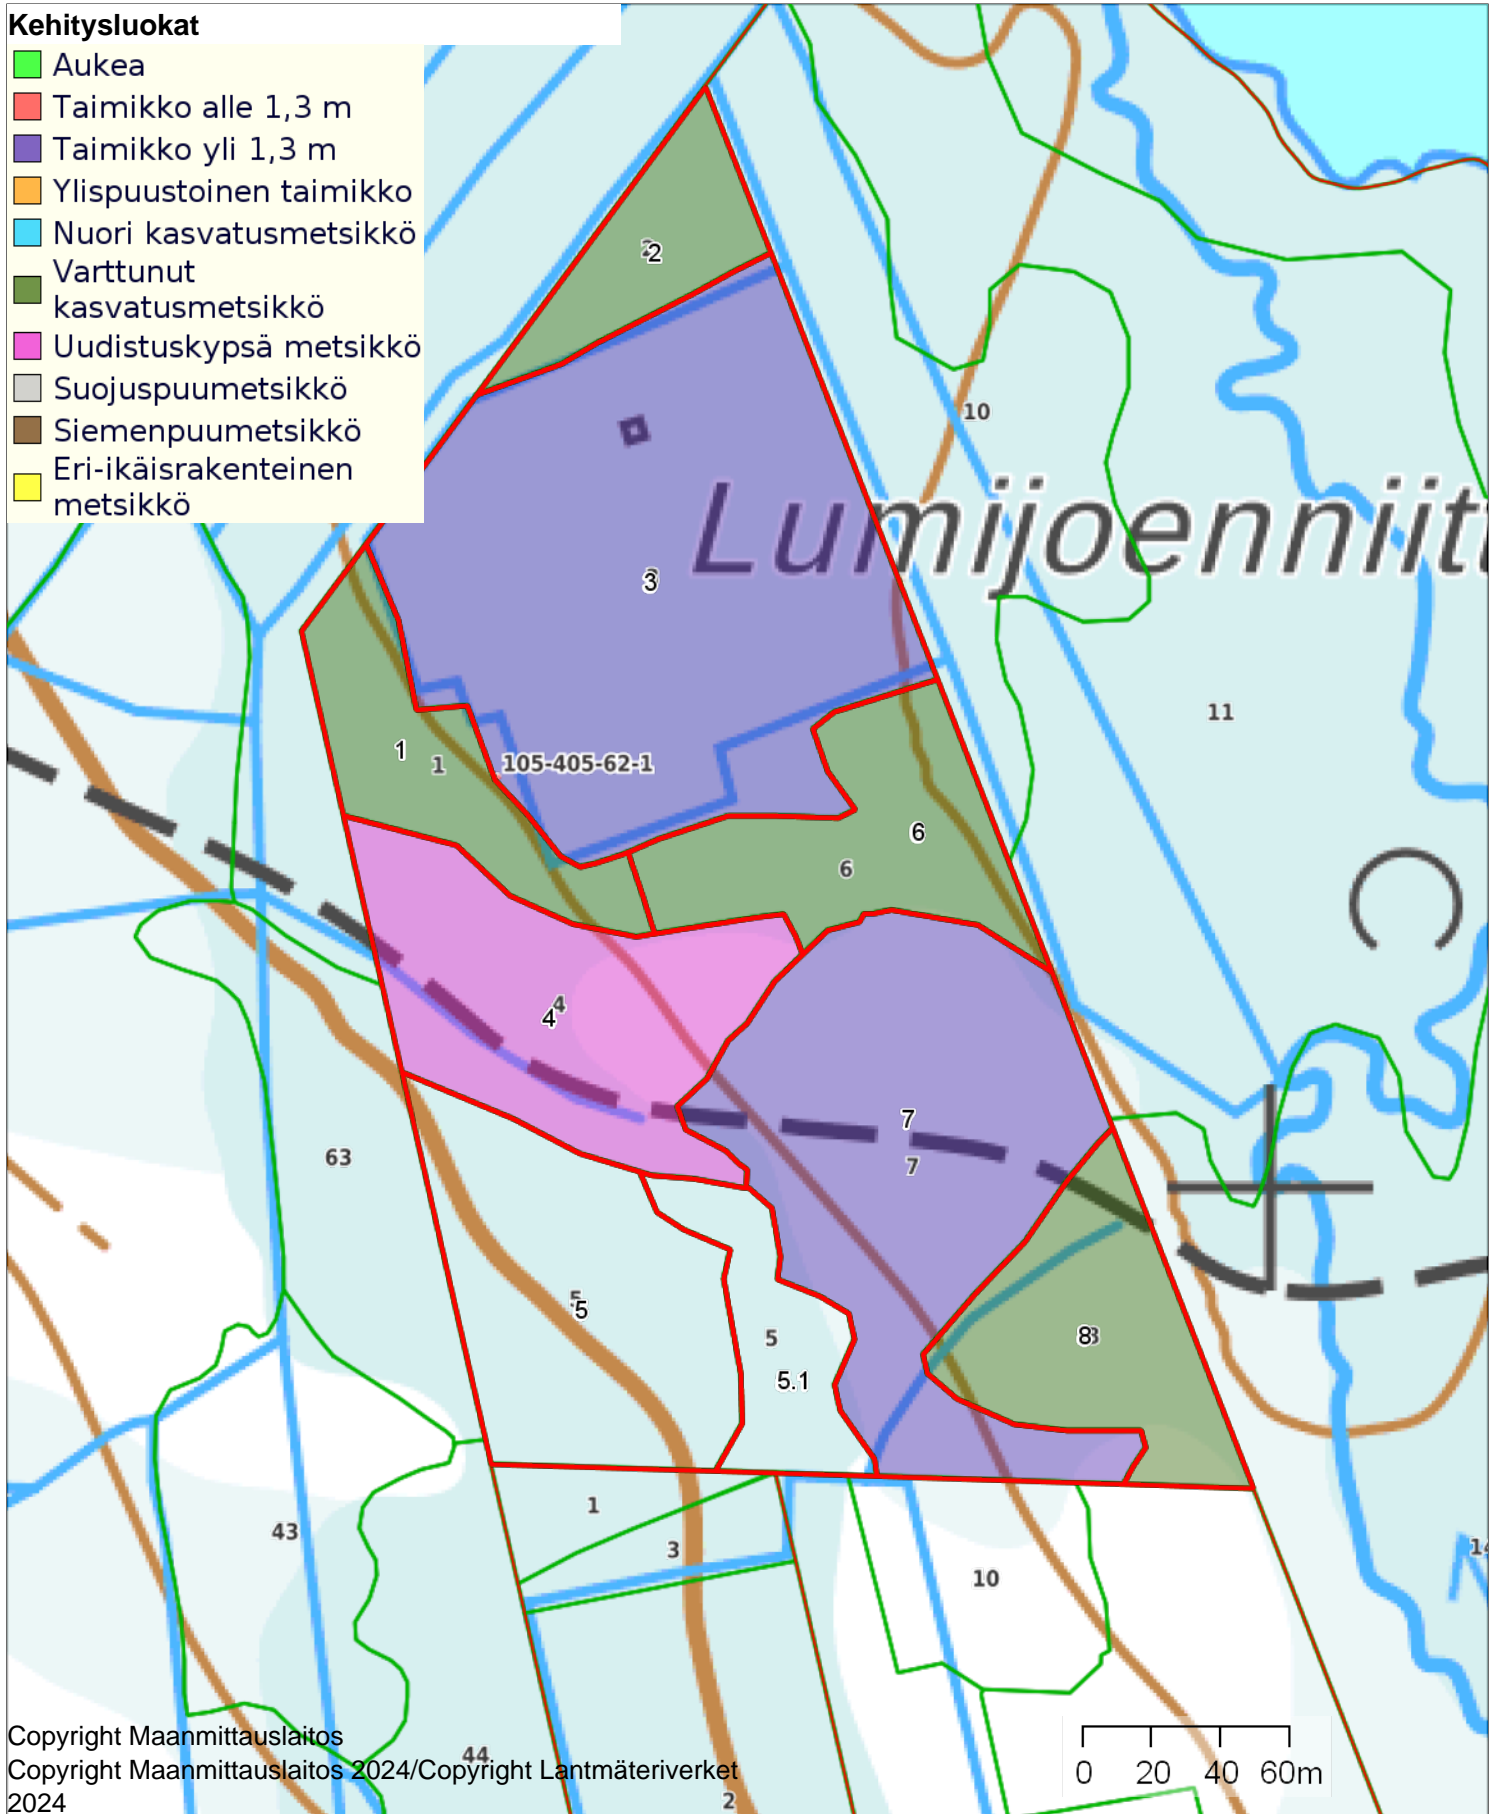 Kehitysluokat
Aukea
Taimikko alle 1,3 m
Taimikko yli 1,3 m
Ylispuustoinen taimikko
Nuori kasvatusmetsikkö
Varttunut
kasvatusmetsikkö
Uudistuskypsä metsikkö
Suojuspuumetsikkö
Siemenpuumetsikkö
Eri-ikäisrakenteinen
metsikkö
2
10
Lumijoenniit
3
11
1
1
105-405-62-1
6
6
4
4
7
7
63
5
5
5
5.1
8
1
3
43
10
44
2
Copyright Maanmittauslaitos
Copyright Maanmittauslaitos 2024/Copyright Lantmäteriverket
2024
0 20 40 60m